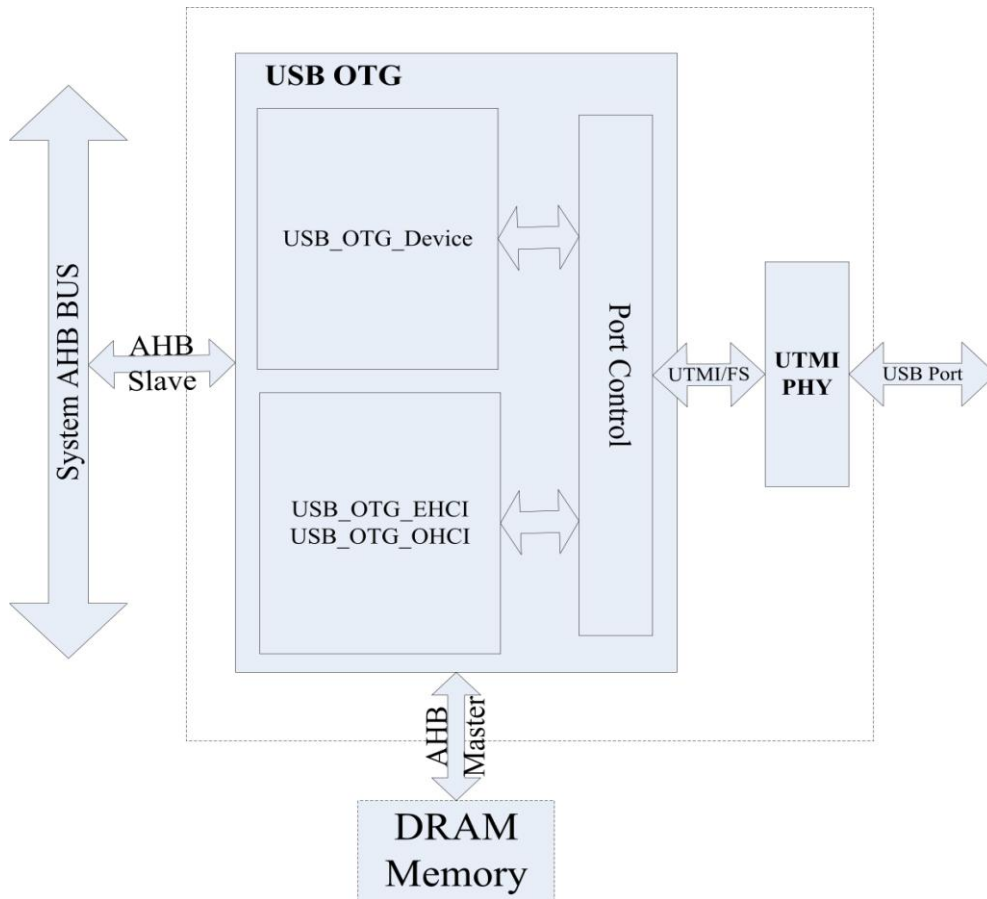 USB OTG
USB_OTG_Device
System AHB BUS
AHB
Slave
Port Control
UTMI/FS
UTMI
PHY
USB Port
USB_OTG_EHCI
USB_OTG_OHCI
AHB
Master
DRAM
Memory